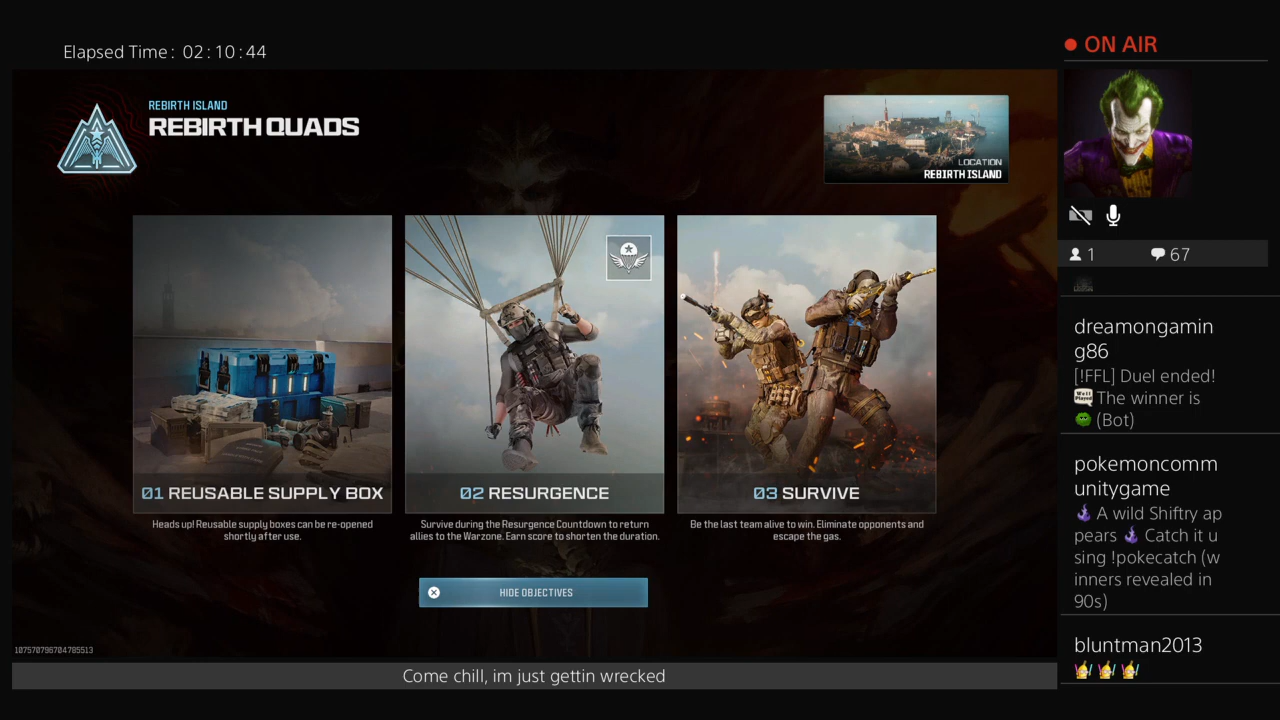 Elapsed Time: 02:10:44
ON AIR
REBIRTH ISLAND
REBIRTH QUADS
LOCATION
REBIRTH ISLAND
1 67
dreamongamin
g86
[!FFL] Duel ended!
Well Played The winner is
(Bot)
pokemoncomm
unitygame
A wild Shiftry ap
pears Catch it u
sing !pokecatch (w
inners revealed in
90s)
bluntman2013
01 REUSABLE SUPPLY BOX
Heads up! Reusable supply boxes can be re-opened
shortly after use.
02 RESURGENCE
Survive during the Resurgence Countdown to return
allies to the Warzone. Earn score to shorten the duration.
03 SURVIVE
Be the last team alive to win. Eliminate opponents and
escape the gas.
HIDE OBJECTIVES
107570796704785513
Come chill, im just gettin wrecked